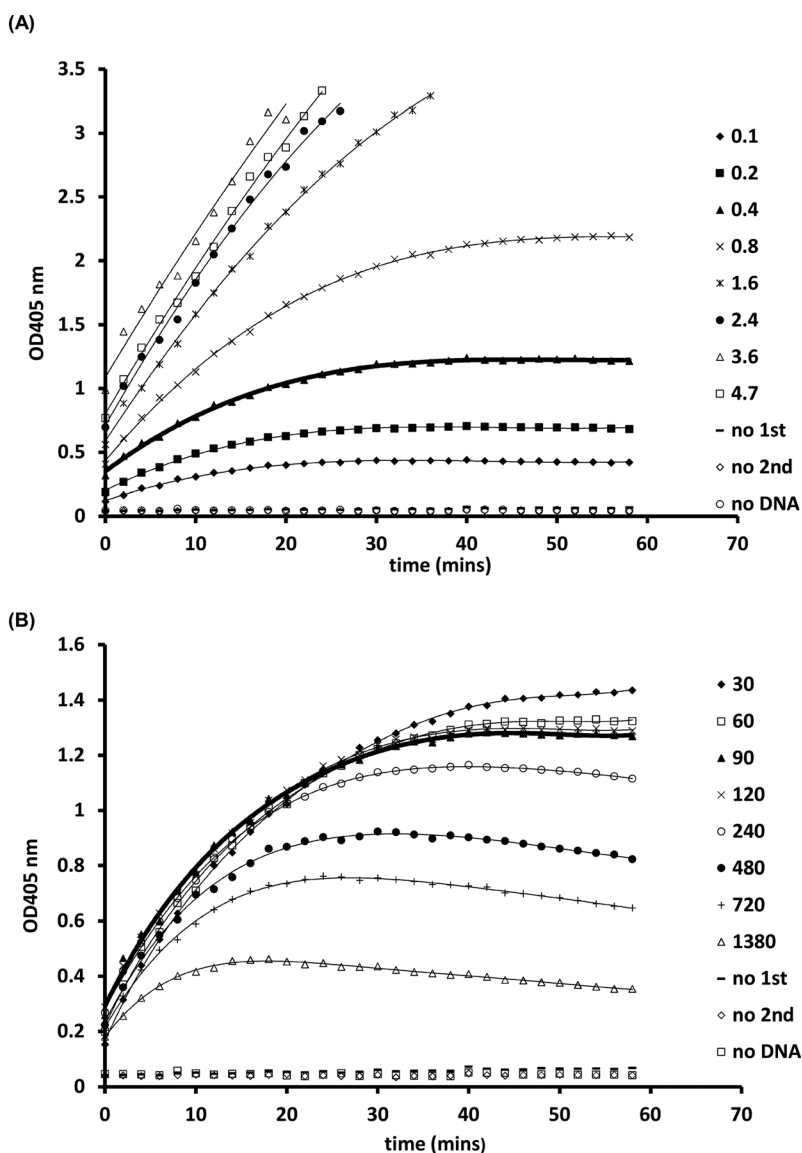 (A)
3.5
3
2.5
2
1.5
1
0.5
0
OD405 nm
0 10 20 30 40 50 60 70
time (mins)
0.1
0.2
0.4
0.8
1.6
2.4
3.6
4.7
no 1st
no 2nd
no DNA
(B)
1.6
1.4
1.2
1
0.8
0.6
0.4
0.2
0
OD405 nm
0 10 20 30 40 50 60 70
time (mins)
30
60
90
120
240
480
720
1380
no 1st
no 2nd
no DNA